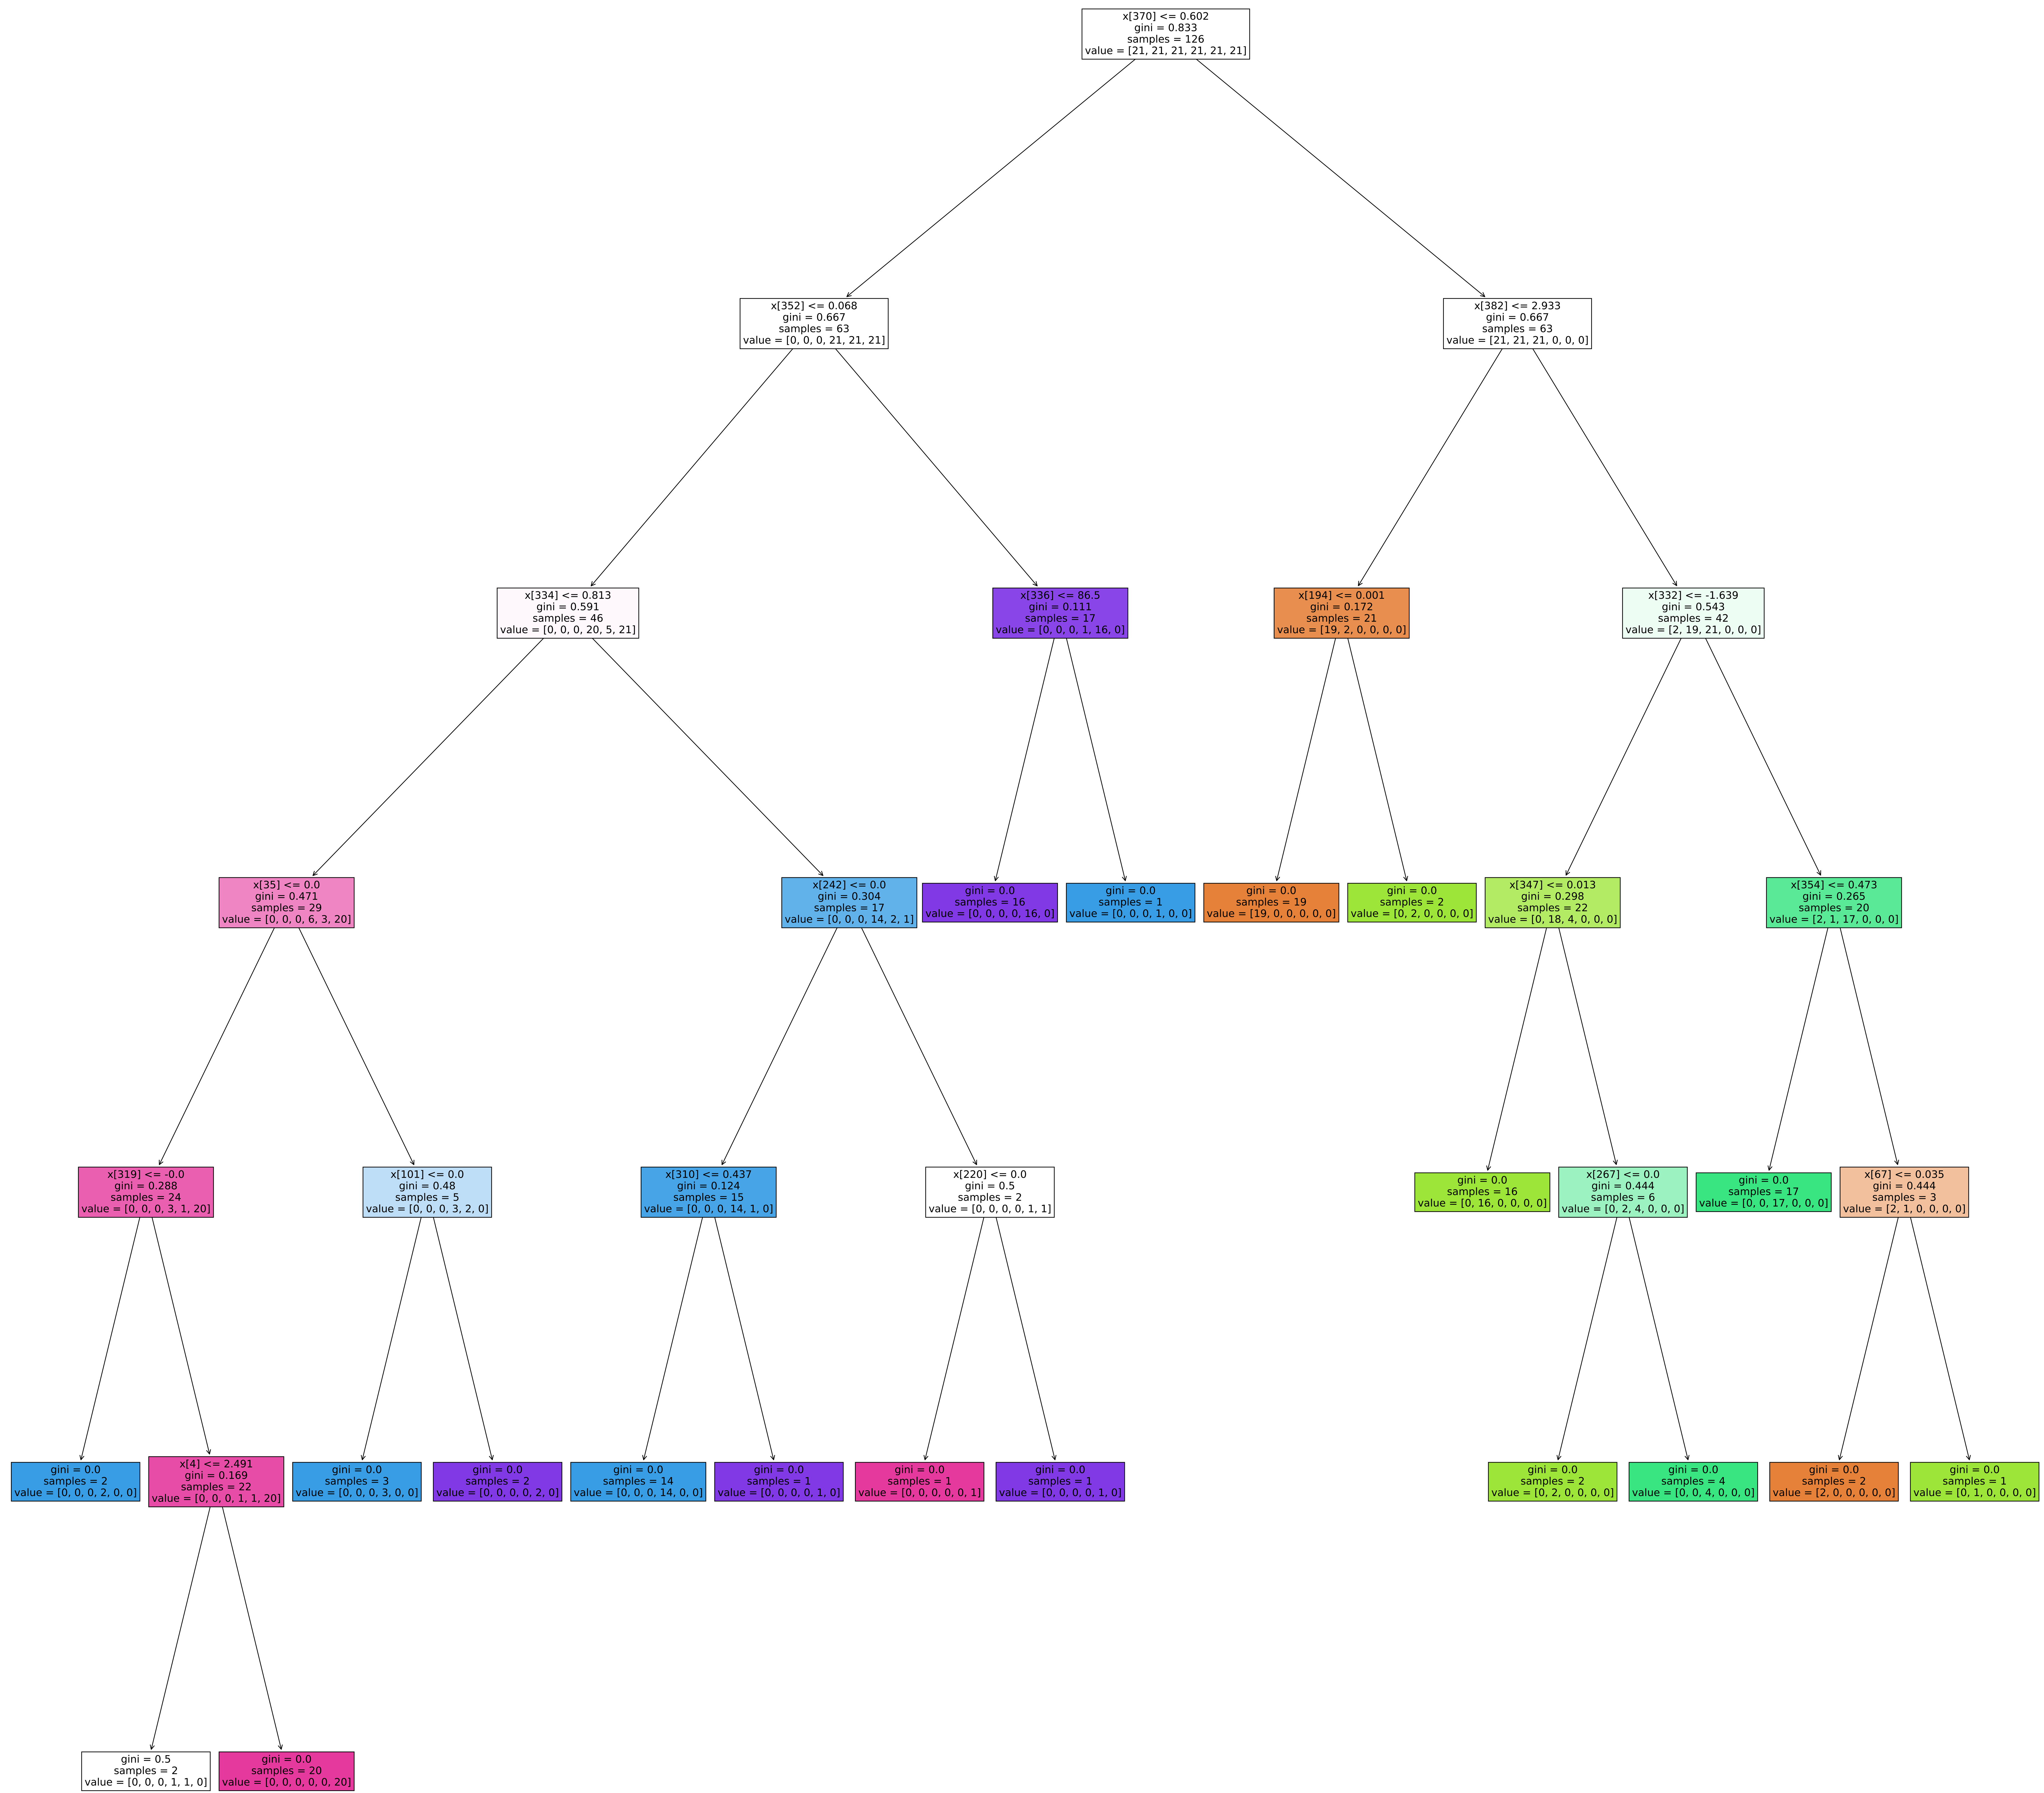 x[370] <= 0.602
gini = 0.833
samples = 126
value = [21, 21, 21, 21, 21, 21]
x[352] <= 0.068
gini = 0.667
samples = 63
value = [0, 0, 0, 21, 21, 21]
x[382] <= 2.933
gini = 0.667
samples = 63
value = [21, 21, 21, 0, 0, 0]
x[334] <= 0.813
gini = 0.591
samples = 46
value = [0, 0, 0, 20, 5, 21]
x[336] <= 86.5
gini = 0.111
samples = 17
value = [0, 0, 0, 1, 16, 0]
x[194] <= 0.001
gini = 0.172
samples = 21
value = [19, 2, 0, 0, 0, 0]
x[332] <= -1.639
gini = 0.543
samples = 42
value = [2, 19, 21, 0, 0, 0]
x[35] <= 0.0
gini = 0.471
samples = 29
value = [0, 0, 0, 6, 3, 20]
x[242] <= 0.0
gini = 0.304
samples = 17
value = [0, 0, 0, 14, 2, 1]
gini = 0.0
samples = 16
value = [0, 0, 0, 0, 16, 0]
gini = 0.0
samples = 1
value = [0, 0, 0, 1, 0, 0]
gini = 0.0
samples = 19
value = [19, 0, 0, 0, 0, 0]
gini = 0.0
samples = 2
value = [0, 2, 0, 0, 0, 0]
x[347] <= 0.013
gini = 0.298
samples = 22
value = [0, 18, 4, 0, 0, 0]
x[354] <= 0.473
gini = 0.265
samples = 20
value = [2, 1, 17, 0, 0, 0]
x[319] <= -0.0
gini = 0.288
samples = 24
value = [0, 0, 0, 3, 1, 20]
x[101] <= 0.0
gini = 0.48
samples = 5
value = [0, 0, 0, 3, 2, 0]
x[310] <= 0.437
gini = 0.124
samples = 15
value = [0, 0, 0, 14, 1, 0]
x[220] <= 0.0
gini = 0.5
samples = 2
value = [0, 0, 0, 0, 1, 1]
gini = 0.0
samples = 16
value = [0, 16, 0, 0, 0, 0]
x[267] <= 0.0
gini = 0.444
samples = 6
value = [0, 2, 4, 0, 0, 0]
gini = 0.0
samples = 17
value = [0, 0, 17, 0, 0, 0]
x[67] <= 0.035
gini = 0.444
samples = 3
value = [2, 1, 0, 0, 0, 0]
gini = 0.0
samples = 2
value = [0, 0, 0, 2, 0, 0]
x[4] <= 2.491
gini = 0.169
samples = 22
value = [0, 0, 0, 1, 1, 20]
gini = 0.0
samples = 3
value = [0, 0, 0, 3, 0, 0]
gini = 0.0
samples = 2
value = [0, 0, 0, 0, 2, 0]
gini = 0.0
samples = 14
value = [0, 0, 0, 14, 0, 0]
gini = 0.0
samples = 1
value = [0, 0, 0, 0, 1, 0]
gini = 0.0
samples = 1
value = [0, 0, 0, 0, 0, 1]
gini = 0.0
samples = 1
value = [0, 0, 0, 0, 1, 0]
gini = 0.0
samples = 2
value = [0, 2, 0, 0, 0, 0]
gini = 0.0
samples = 4
value = [0, 0, 4, 0, 0, 0]
gini = 0.0
samples = 2
value = [2, 0, 0, 0, 0, 0]
gini = 0.0
samples = 1
value = [0, 1, 0, 0, 0, 0]
gini = 0.5
samples = 2
value = [0, 0, 0, 1, 1, 0]
gini = 0.0
samples = 20
value = [0, 0, 0, 0, 0, 20]